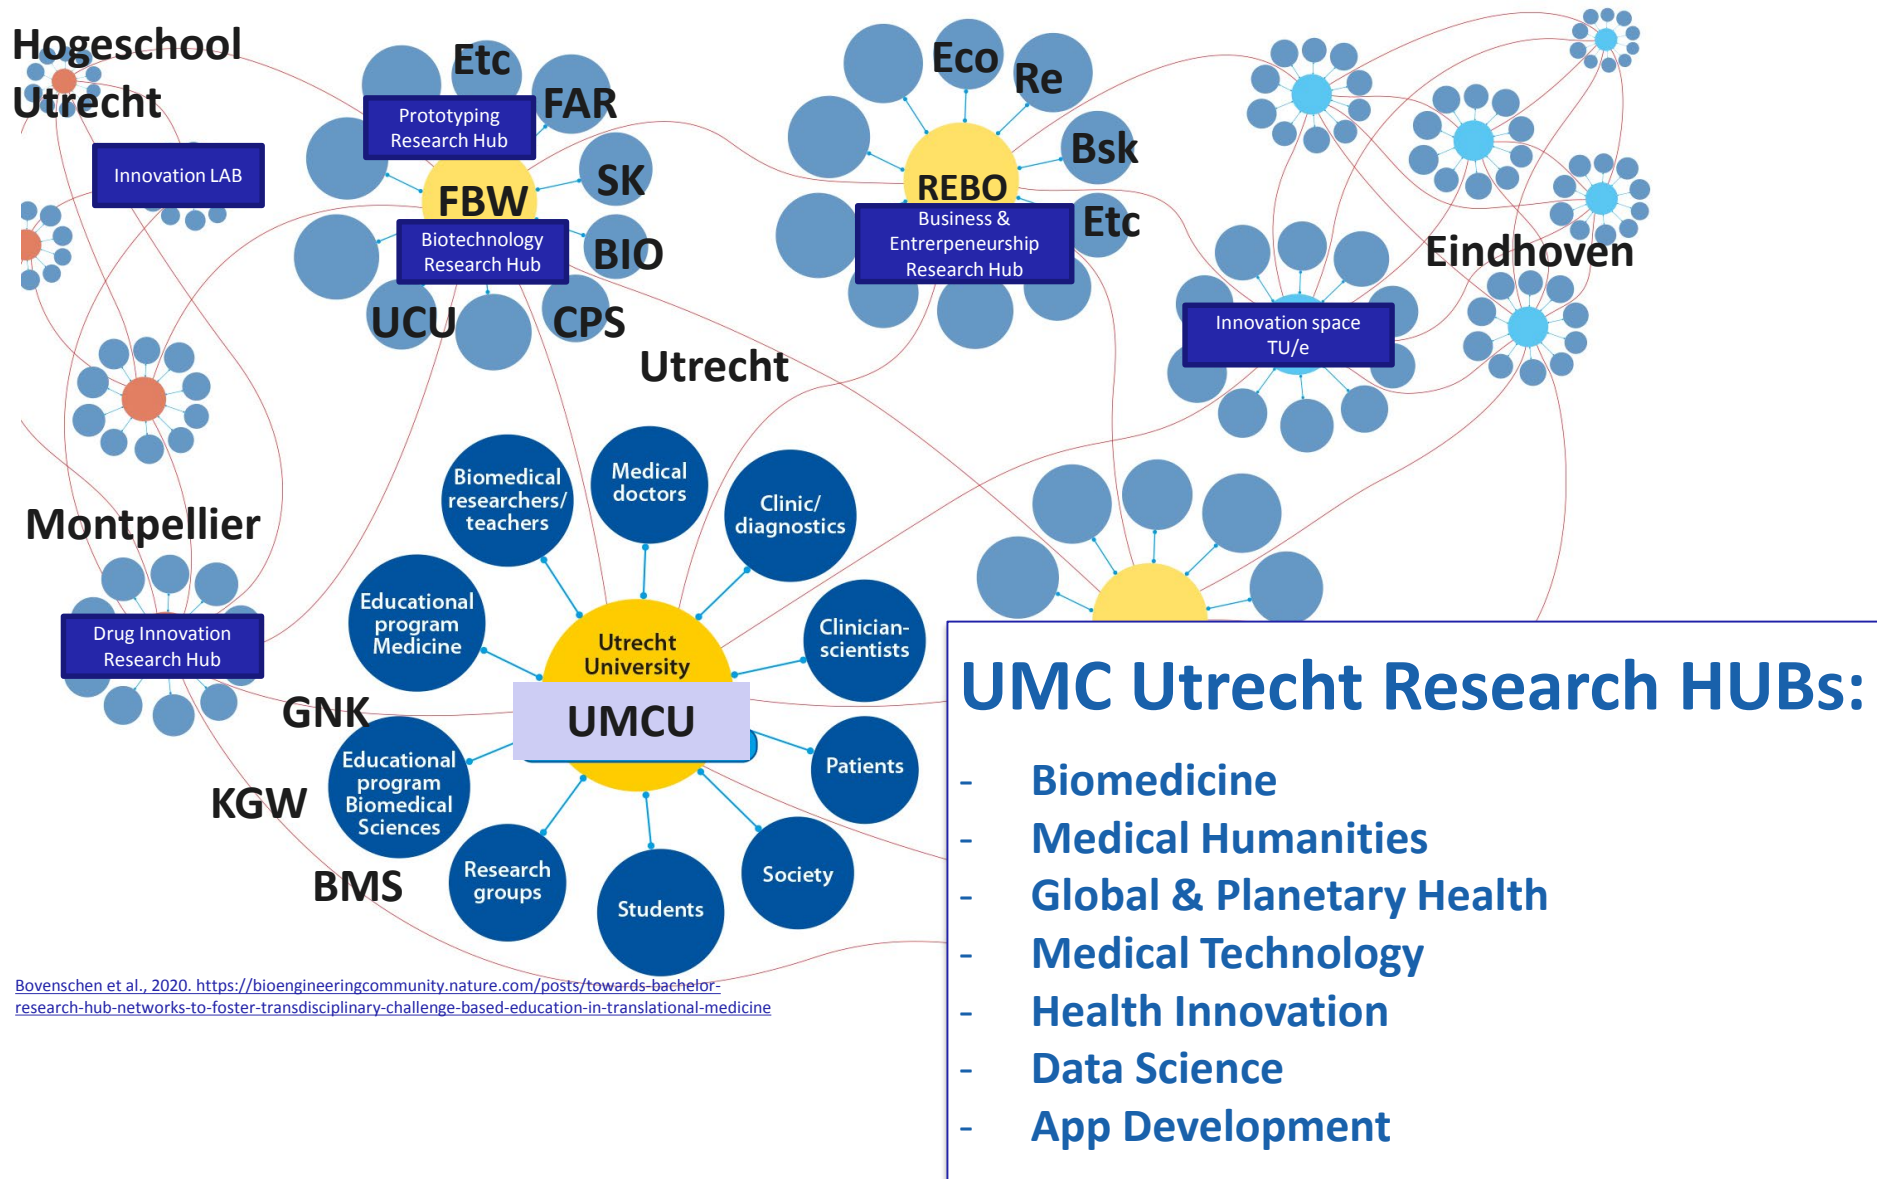 Hogeschool
Utrecht
Innovation LAB
Etc
FAR
Prototyping
Research Hub
SK
FBW
BIO
Biotechnology
Research Hub
UCU
CPS
Eco
Re
Bsk
REBO
Etc
Business &
Entrerpeneurship
Research Hub
Eindhoven
Innovation space
TU/e
Utrecht
Montpellier
Drug Innovation
Research Hub
Biomedical
researchers/
teachers
Medical
doctors
Clinic/
diagnostics
Educational
program
Medicine
Clinician-
scientists
Utrecht
University
UMCU
GNK
KGW
BMS
Educational
program
Biomedical
Sciences
Patients
Research
groups
Students
Society
Bovenschen et al., 2020. https://bioengineeringcommunity.nature.com/posts/towards-bachelor-
research-hub-networks-to-foster-transdisciplinary-challenge-based-education-in-translational-medicine
UMC Utrecht Research HUBs:
- Biomedicine
- Medical Humanities
- Global & Planetary Health
- Medical Technology
- Health Innovation
- Data Science
- App Development